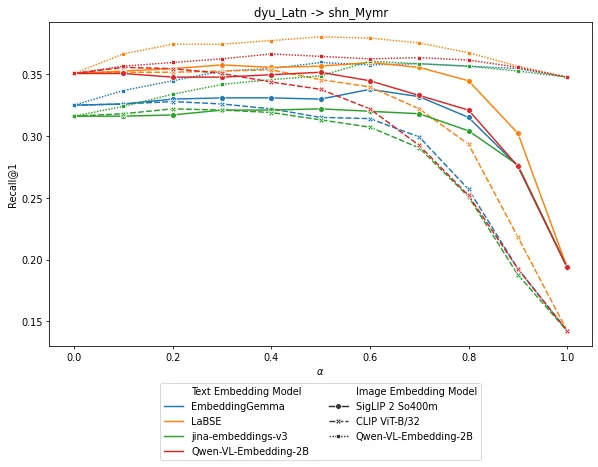 dyu_Latn -> shn_Mymr
Recall@1
0.35
0.30
0.25
0.20
0.15
0.0
0.2
0.4
0.6
0.8
1.0
α
Text Embedding Model
EmbeddingGemma
LaBSE
jina-embeddings-v3
Qwen-VL-Embedding-2B
Image Embedding Model
SigLIP 2 So400m
CLIP ViT-B/32
Qwen-VL-Embedding-2B